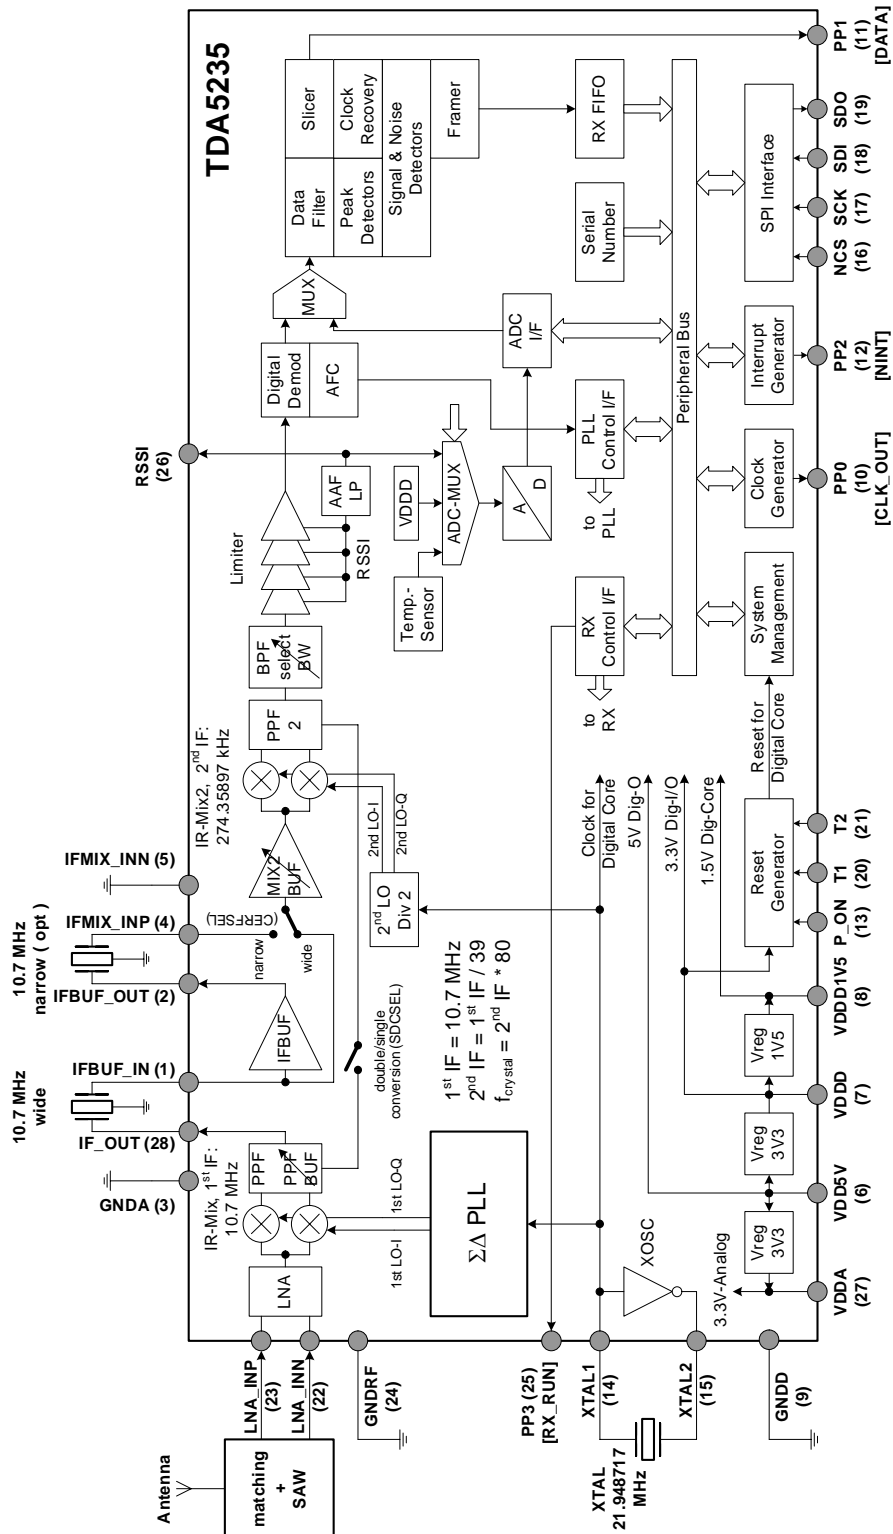 TDA5235
Antenna
matching
+
SAW
LNA_INP
(23)
LNA_INN
(22)
GNDRF
(24)
GNDA (3)
IF_OUT (28)
10.7 MHz
wide
IFBUF_IN (1)
IFBUF_OUT (2)
10.7 MHz
narrow ( opt )
IFMIX_INP (4)
IFMIX_INN (5)
RSSI
(26)
LNA
IR-Mix, 1st IF:
10.7 MHz
PPF
PPF
BUF
1st LO-I
1st LO-Q
IFBUF
narrow
wide
(CERFSEL)
MIX2
BUF
IR-Mix2, 2nd IF:
274.35897 kHz
PPF
2
BPF
select
BW
Limiter
RSSI
AAF
LP
Digital
Demod
AFC
MUX
Data
Filter
Slicer
Peak
Detectors
Clock
Recovery
Signal & Noise
Detectors
Framer
double/single
conversion (SDCSEL)
2nd LO-I
2nd LO-Q
2nd LO
Div 2
ΣΔ PLL
1st IF = 10.7 MHz
2nd IF = 1st IF / 39
fcrystal = 2nd IF * 80
Temp.-
Sensor
VDDD
ADC-MUX
A
D
ADC
I/F
RX FIFO
Serial
Number
PLL
Control I/F
to
PLL
RX
Control I/F
to
RX
Peripheral Bus
PP3 (25)
[RX_RUN]
XTAL1
(14)
XTAL
21.948717
MHz
XTAL2
(15)
GNDD
(9)
XOSC
3.3V-Analog
Clock for
Digital Core
5V Dig-O
3.3V Dig-I/O
1.5V Dig-Core
Vreg
3V3
Vreg
3V3
Vreg
1V5
Reset
Generator
Reset for
Digital Core
System
Management
Clock
Generator
Interrupt
Generator
SPI Interface
VDDA
(27)
VDD5V
(6)
VDDD
(7)
VDDD1V5
(8)
P_ON
(13)
T1
(20)
T2
(21)
PP0
(10)
[CLK_OUT]
PP2
(12)
[NINT]
NCS
(16)
SCK
(17)
SDI
(18)
SDO
(19)
PP1
(11)
[DATA]